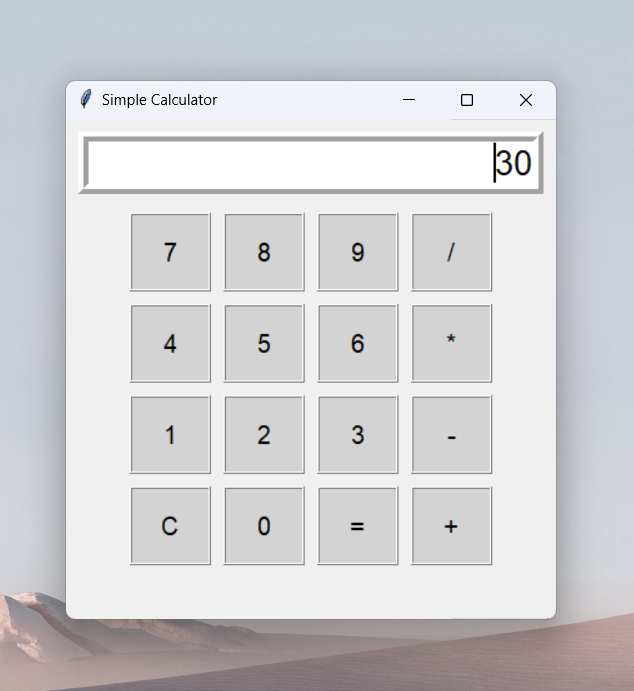 Simple Calculator
30
7 8 9 /
4 5 6 *
1 2 3 -
C 0 = +